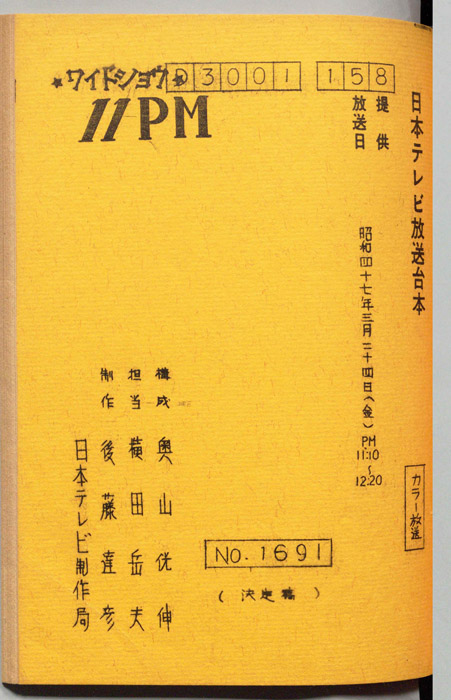 日本テレビ放送台本
カラー放送
提供
放送日
昭和四十七年三月二十四日(金)PM11:10~12:20
★ワイドショウ★
11PM
D3001 158
NO.1691
(決定稿)
構成 奥山侊伸
担当 横田岳夫
制作 後藤達彦
日本テレビ制作局